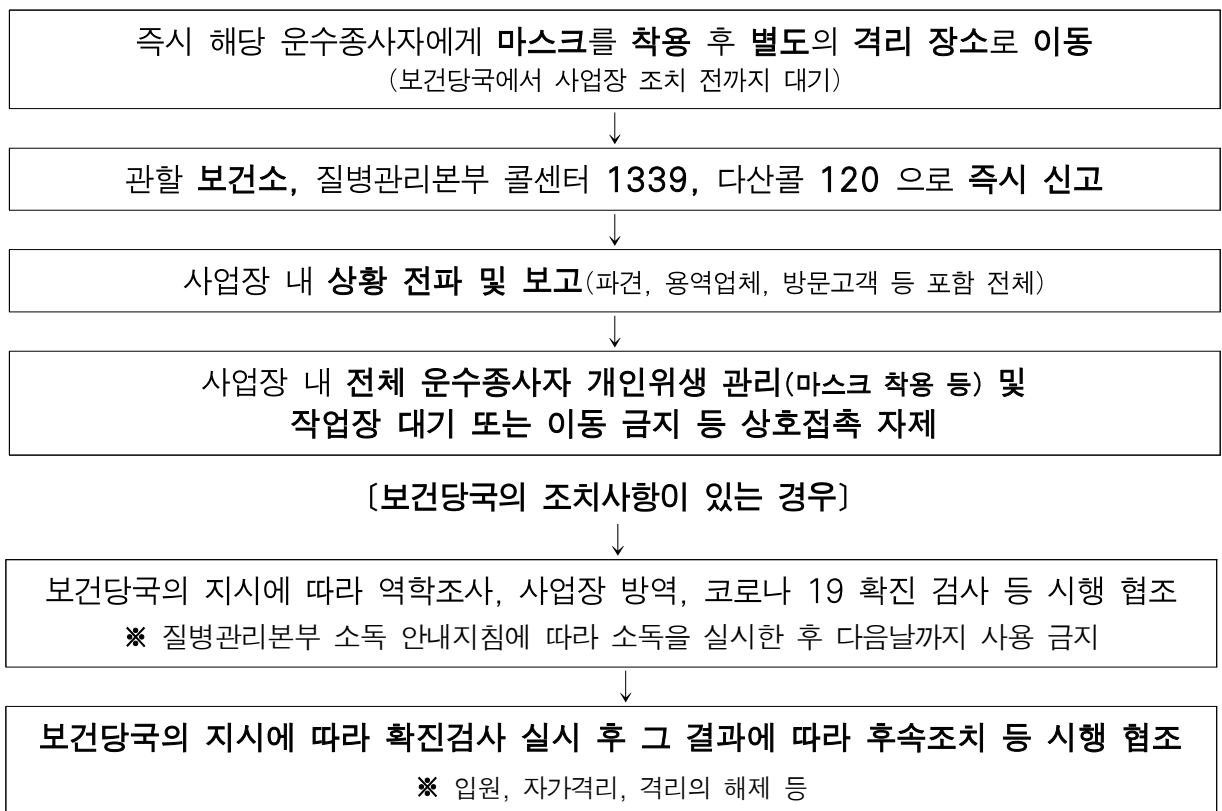 즉시 해당 운수종사자에게 마스크를 착용 후 별도의 격리 장소로 이동
(보건당국에서 사업장 조치 전까지 대기)
↓
관할 보건소, 질병관리본부 콜센터 1339, 다산콜 120 으로 즉시 신고
↓
사업장 내 상황 전파 및 보고(파견, 용역업체, 방문고객 등 포함 전체)
↓
사업장 내 전체 운수종사자 개인위생 관리(마스크 착용 등) 및
작업장 대기 또는 이동 금지 등 상호접촉 자제
〔보건당국의 조치사항이 있는 경우〕
↓
보건당국의 지시에 따라 역학조사, 사업장 방역, 코로나 19 확진 검사 등 시행 협조
※ 질병관리본부 소독 안내지침에 따라 소독을 실시한 후 다음날까지 사용 금지
↓
보건당국의 지시에 따라 확진검사 실시 후 그 결과에 따라 후속조치 등 시행 협조
※ 입원, 자가격리, 격리의 해제 등